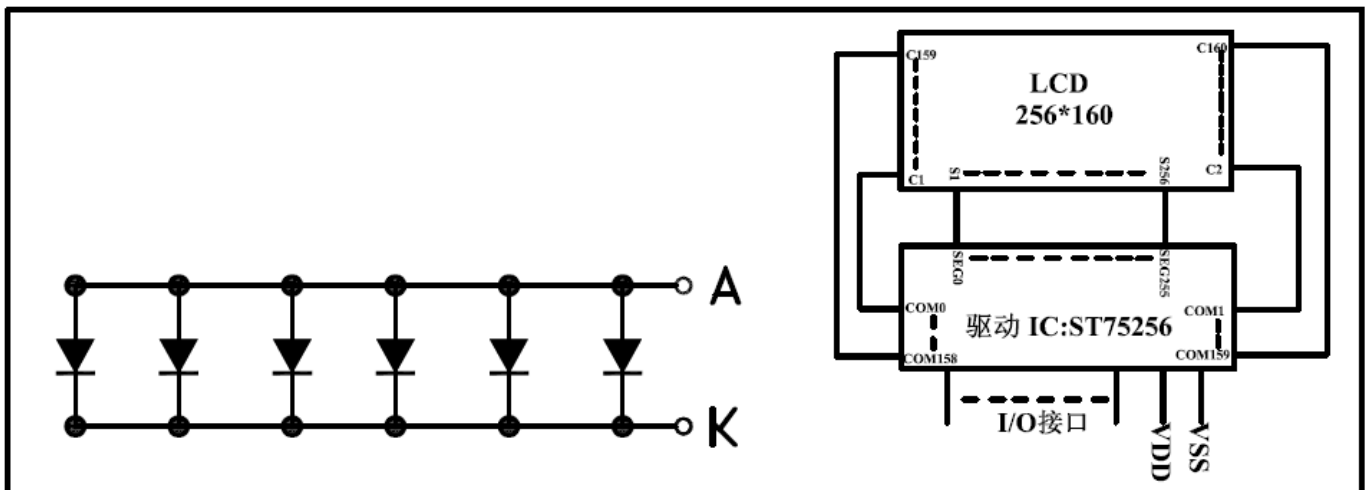 A
K
C159
C160
LCD
256*160
C1
S1
S256
C2
SEG0
SEG255
COM0
COM1
驱动 IC:ST75256
COM158
COM159
I/O接口
VDD
VSS